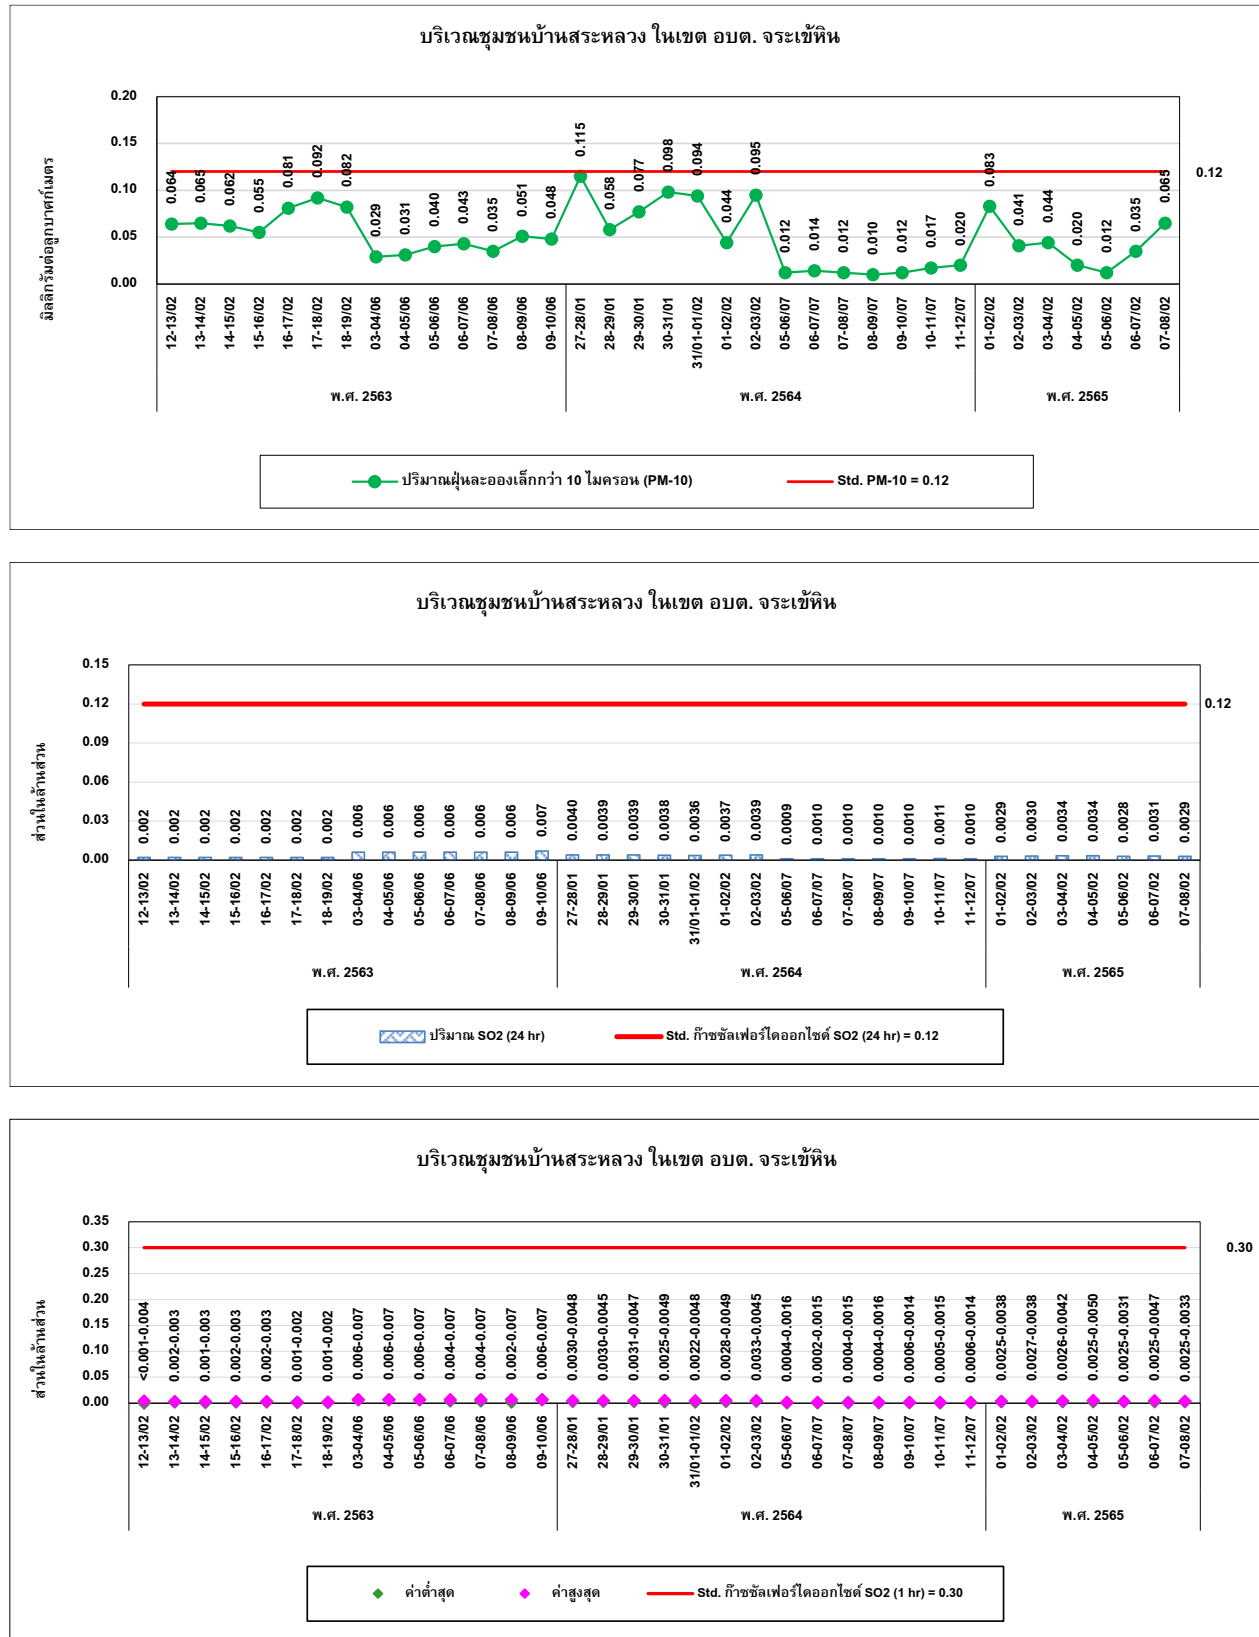 บริเวณชุมชนบ้านสระหลวง ในเขต อบต. จระเข้หิน
มิลลิกรัมต่อลูกบาศก์เมตร
0.20
0.15
0.10
0.05
0.00
0.064 0.065 0.062 0.055 0.081 0.092 0.082 0.029 0.031 0.040 0.043 0.035 0.051 0.048 0.115 0.058 0.077 0.098 0.094 0.044 0.095 0.012 0.014 0.012 0.010 0.012 0.017 0.020 0.083 0.041 0.044 0.020 0.012 0.035 0.065
0.12
12-13/02 13-14/02 14-15/02 15-16/02 16-17/02 17-18/02 18-19/02 03-04/06 04-05/06 05-06/06 06-07/06 07-08/06 08-09/06 09-10/06 27-28/01 28-29/01 29-30/01 30-31/01 31/01-01/02 01-02/02 02-03/02 05-06/07 06-07/07 07-08/07 08-09/07 09-10/07 10-11/07 11-12/07 01-02/02 02-03/02 03-04/02 04-05/02 05-06/02 06-07/02 07-08/02
พ.ศ. 2563 พ.ศ. 2564 พ.ศ. 2565
ปริมาณฝุ่นละอองเล็กกว่า 10 ไมครอน (PM-10) Std. PM-10 = 0.12
บริเวณชุมชนบ้านสระหลวง ในเขต อบต. จระเข้หิน
ส่วนในล้านส่วน
0.15
0.12
0.09
0.06
0.03
0.00
0.002 0.002 0.002 0.002 0.002 0.002 0.002 0.006 0.006 0.006 0.006 0.006 0.006 0.007 0.0040 0.0039 0.0039 0.0038 0.0036 0.0037 0.0039 0.0009 0.0010 0.0010 0.0010 0.0010 0.0011 0.0010 0.0029 0.0030 0.0034 0.0034 0.0028 0.0031 0.0029
0.12
12-13/02 13-14/02 14-15/02 15-16/02 16-17/02 17-18/02 18-19/02 03-04/06 04-05/06 05-06/06 06-07/06 07-08/06 08-09/06 09-10/06 27-28/01 28-29/01 29-30/01 30-31/01 31/01-01/02 01-02/02 02-03/02 05-06/07 06-07/07 07-08/07 08-09/07 09-10/07 10-11/07 11-12/07 01-02/02 02-03/02 03-04/02 04-05/02 05-06/02 06-07/02 07-08/02
พ.ศ. 2563 พ.ศ. 2564 พ.ศ. 2565
ปริมาณ SO2 (24 hr) Std. ก๊าซซัลเฟอร์ไดออกไซด์ SO2 (24 hr) = 0.12
บริเวณชุมชนบ้านสระหลวง ในเขต อบต. จระเข้หิน
ส่วนในล้านส่วน
0.35
0.30
0.25
0.20
0.15
0.10
0.05
0.00
<0.001-0.004 0.002-0.003 0.001-0.003 0.002-0.003 0.002-0.003 0.001-0.002 0.001-0.002 0.006-0.007 0.006-0.007 0.006-0.007 0.004-0.007 0.004-0.007 0.002-0.007 0.006-0.007 0.0030-0.0048 0.0030-0.0045 0.0031-0.0047 0.0025-0.0049 0.0022-0.0048 0.0028-0.0049 0.0033-0.0045 0.0004-0.0016 0.0002-0.0015 0.0004-0.0015 0.0004-0.0016 0.0006-0.0014 0.0005-0.0015 0.0006-0.0014 0.0025-0.0038 0.0027-0.0038 0.0026-0.0042 0.0025-0.0050 0.0025-0.0031 0.0025-0.0047 0.0025-0.0033
0.30
12-13/02 13-14/02 14-15/02 15-16/02 16-17/02 17-18/02 18-19/02 03-04/06 04-05/06 05-06/06 06-07/06 07-08/06 08-09/06 09-10/06 27-28/01 28-29/01 29-30/01 30-31/01 31/01-01/02 01-02/02 02-03/02 05-06/07 06-07/07 07-08/07 08-09/07 09-10/07 10-11/07 11-12/07 01-02/02 02-03/02 03-04/02 04-05/02 05-06/02 06-07/02 07-08/02
พ.ศ. 2563 พ.ศ. 2564 พ.ศ. 2565
ค่าต่ำสุด ค่าสูงสุด Std. ก๊าซซัลเฟอร์ไดออกไซด์ SO2 (1 hr) = 0.30